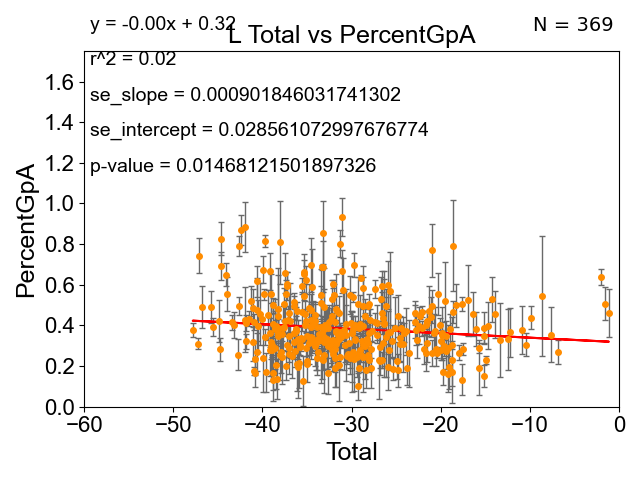 y = -0.00x + 0.32
N = 369
L Total vs PercentGpA
r^2 = 0.02
se_slope = 0.000901846031741302
se_intercept = 0.028561072997676774
p-value = 0.01468121501897326
PercentGpA
1.6
1.4
1.2
1.0
0.8
0.6
0.4
0.2
0.0
−60 −50 −40 −30 −20 −10 0
Total